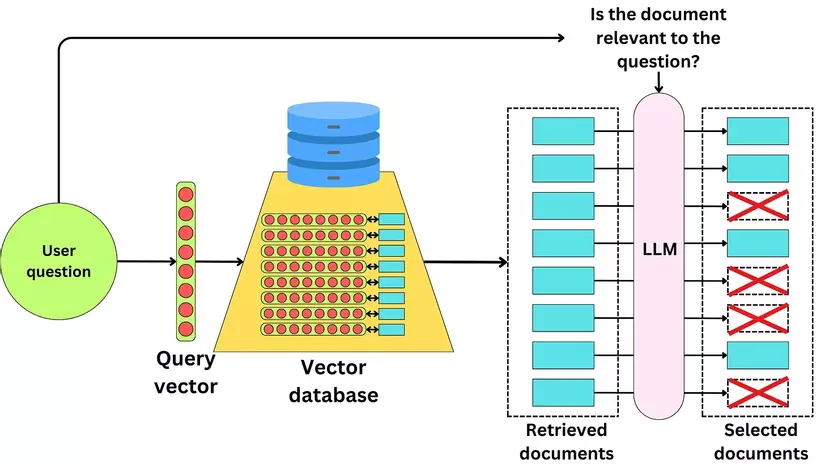 Is the document
relevant to the
question?
User
question
LLM
Query
vector
Vector
database
Retrieved
documents
Selected
documents